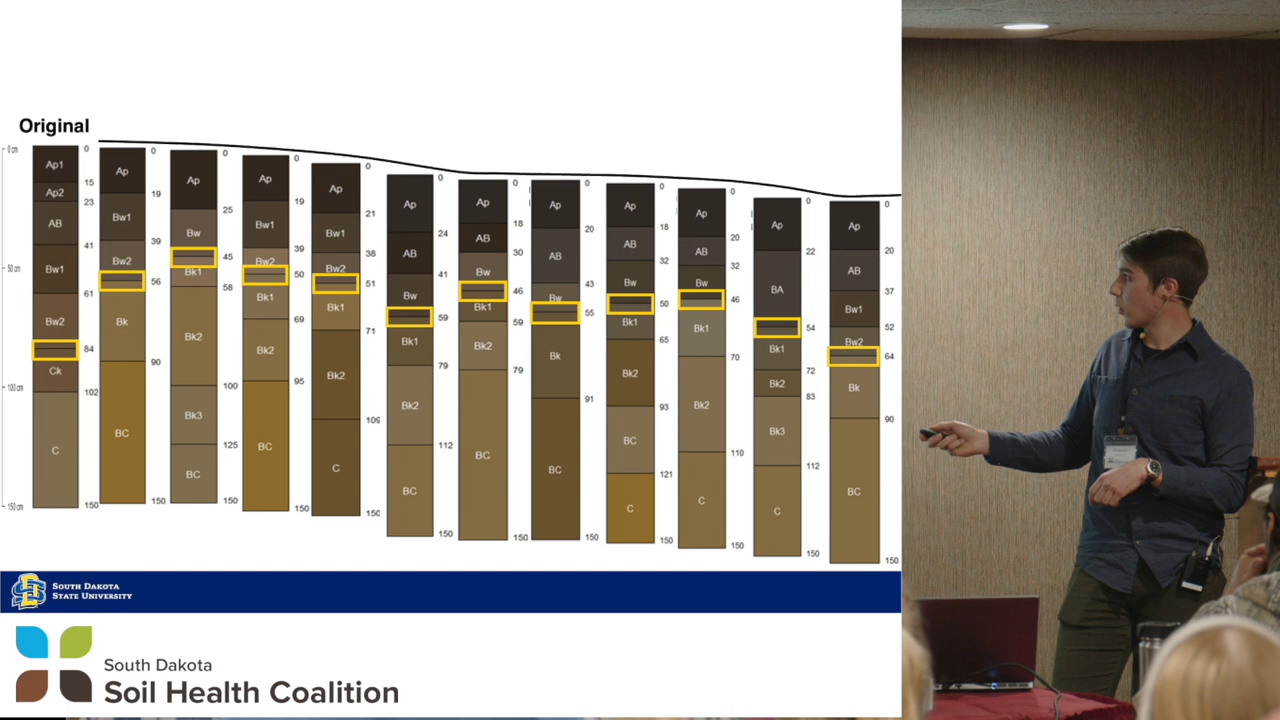 Original
0 cm
50 cm
100 cm
150 cm
Ap1
Ap2
AB
Bw1
Bw2
Ck
C
0
15
23
41
61
84
102
150
Ap
Bw1
Bw2
Bk
BC
0
19
39
56
90
150
Ap
Bw
Bk1
Bk2
Bk3
BC
0
25
45
58
100
125
150
Ap
Bw1
Bw2
Bk1
Bk2
BC
0
19
39
50
69
95
150
Ap
Bw1
Bw2
Bk1
Bk2
C
0
21
38
51
71
109
150
Ap
AB
Bw
Bk1
Bk2
BC
0
24
41
59
79
112
150
Ap
AB
Bw
Bk1
Bk2
BC
0
18
30
46
59
79
150
Ap
AB
Bw
Bk
BC
0
20
43
55
91
150
Ap
AB
Bw
Bk1
Bk2
BC
C
0
18
32
50
65
93
121
150
Ap
AB
Bw
Bk1
Bk2
C
0
20
32
46
70
110
150
Ap
BA
Bk1
Bk2
Bk3
C
0
22
54
72
83
112
150
Ap
AB
Bw1
Bw2
Bk
BC
0
20
37
52
64
90
150
SOUTH DAKOTA
STATE UNIVERSITY
South Dakota
Soil Health Coalition